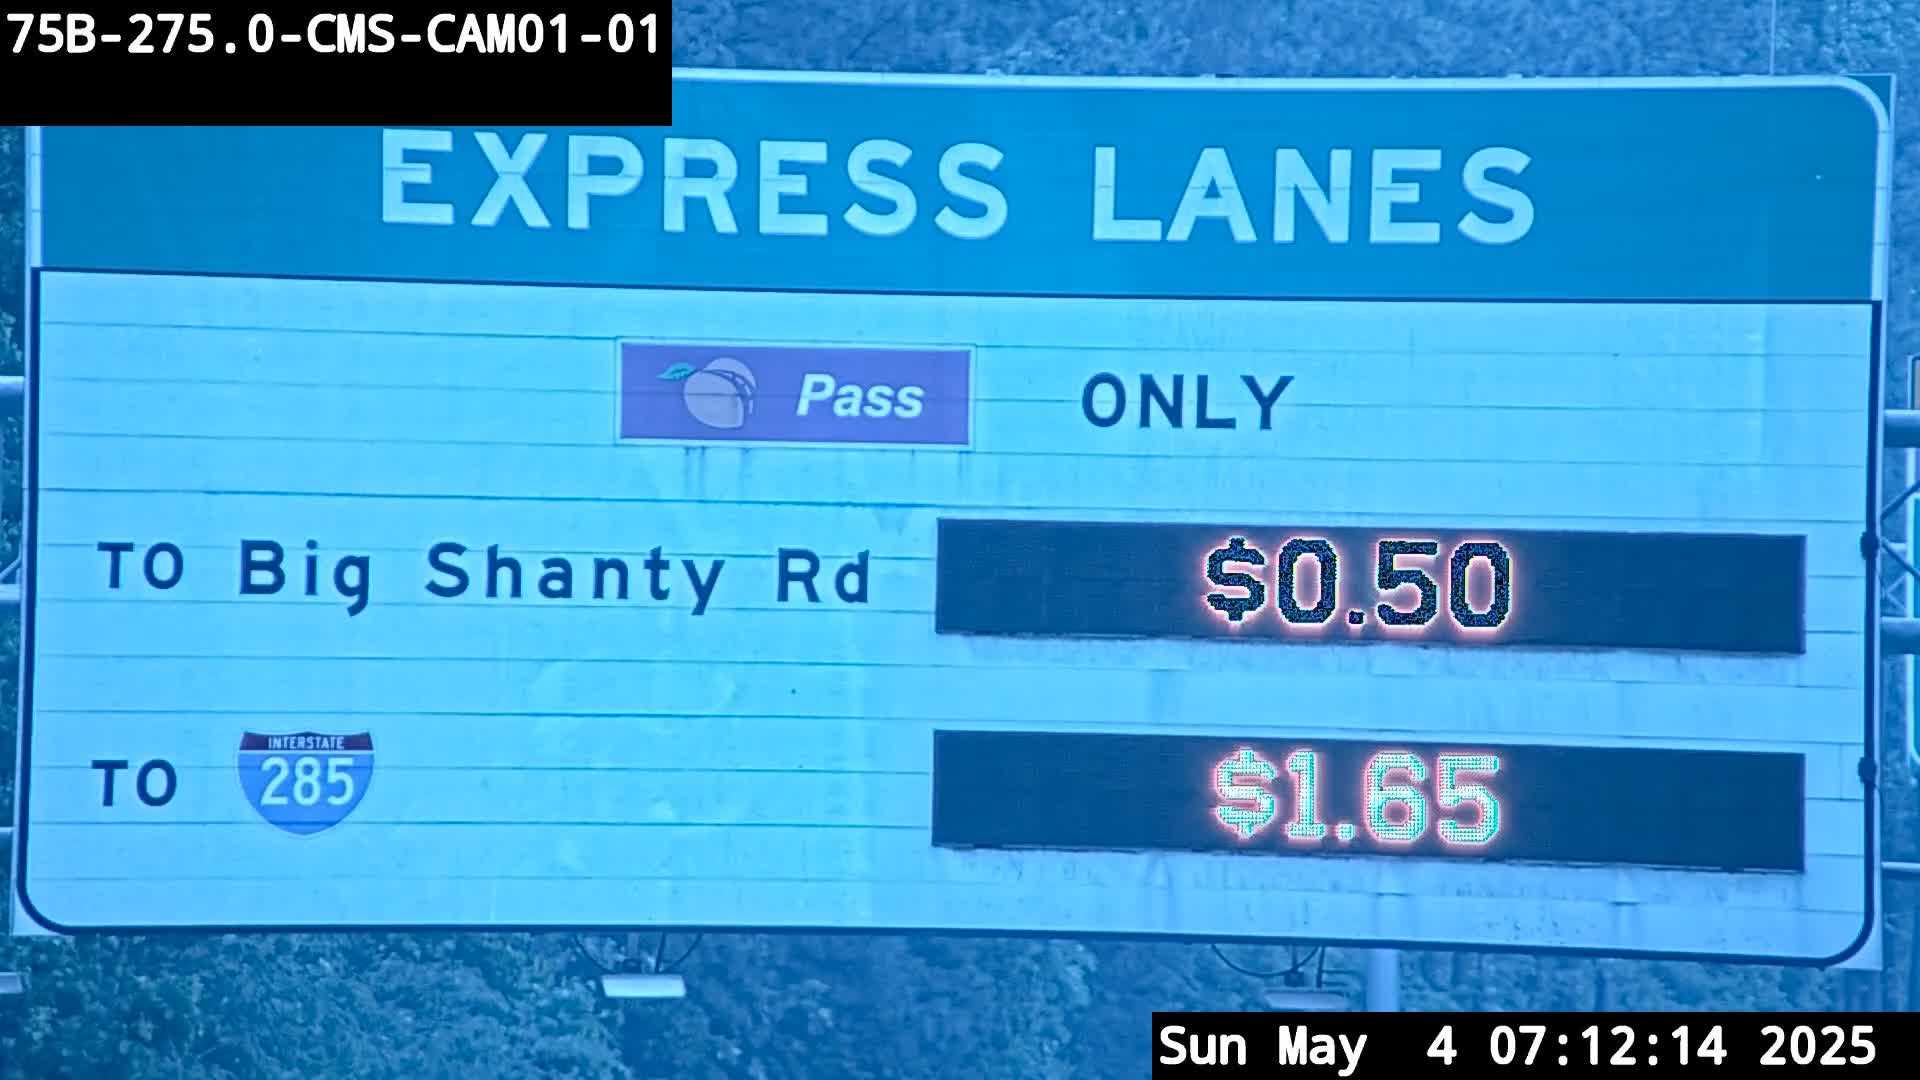 75B-275.0-CMS-CAM01-01
EXPRESS LANES
Pass ONLY
TO Big Shanty Rd $0.50
INTERSTATE
TO 285 $1.65
Sun May 4 07:12:14 2025